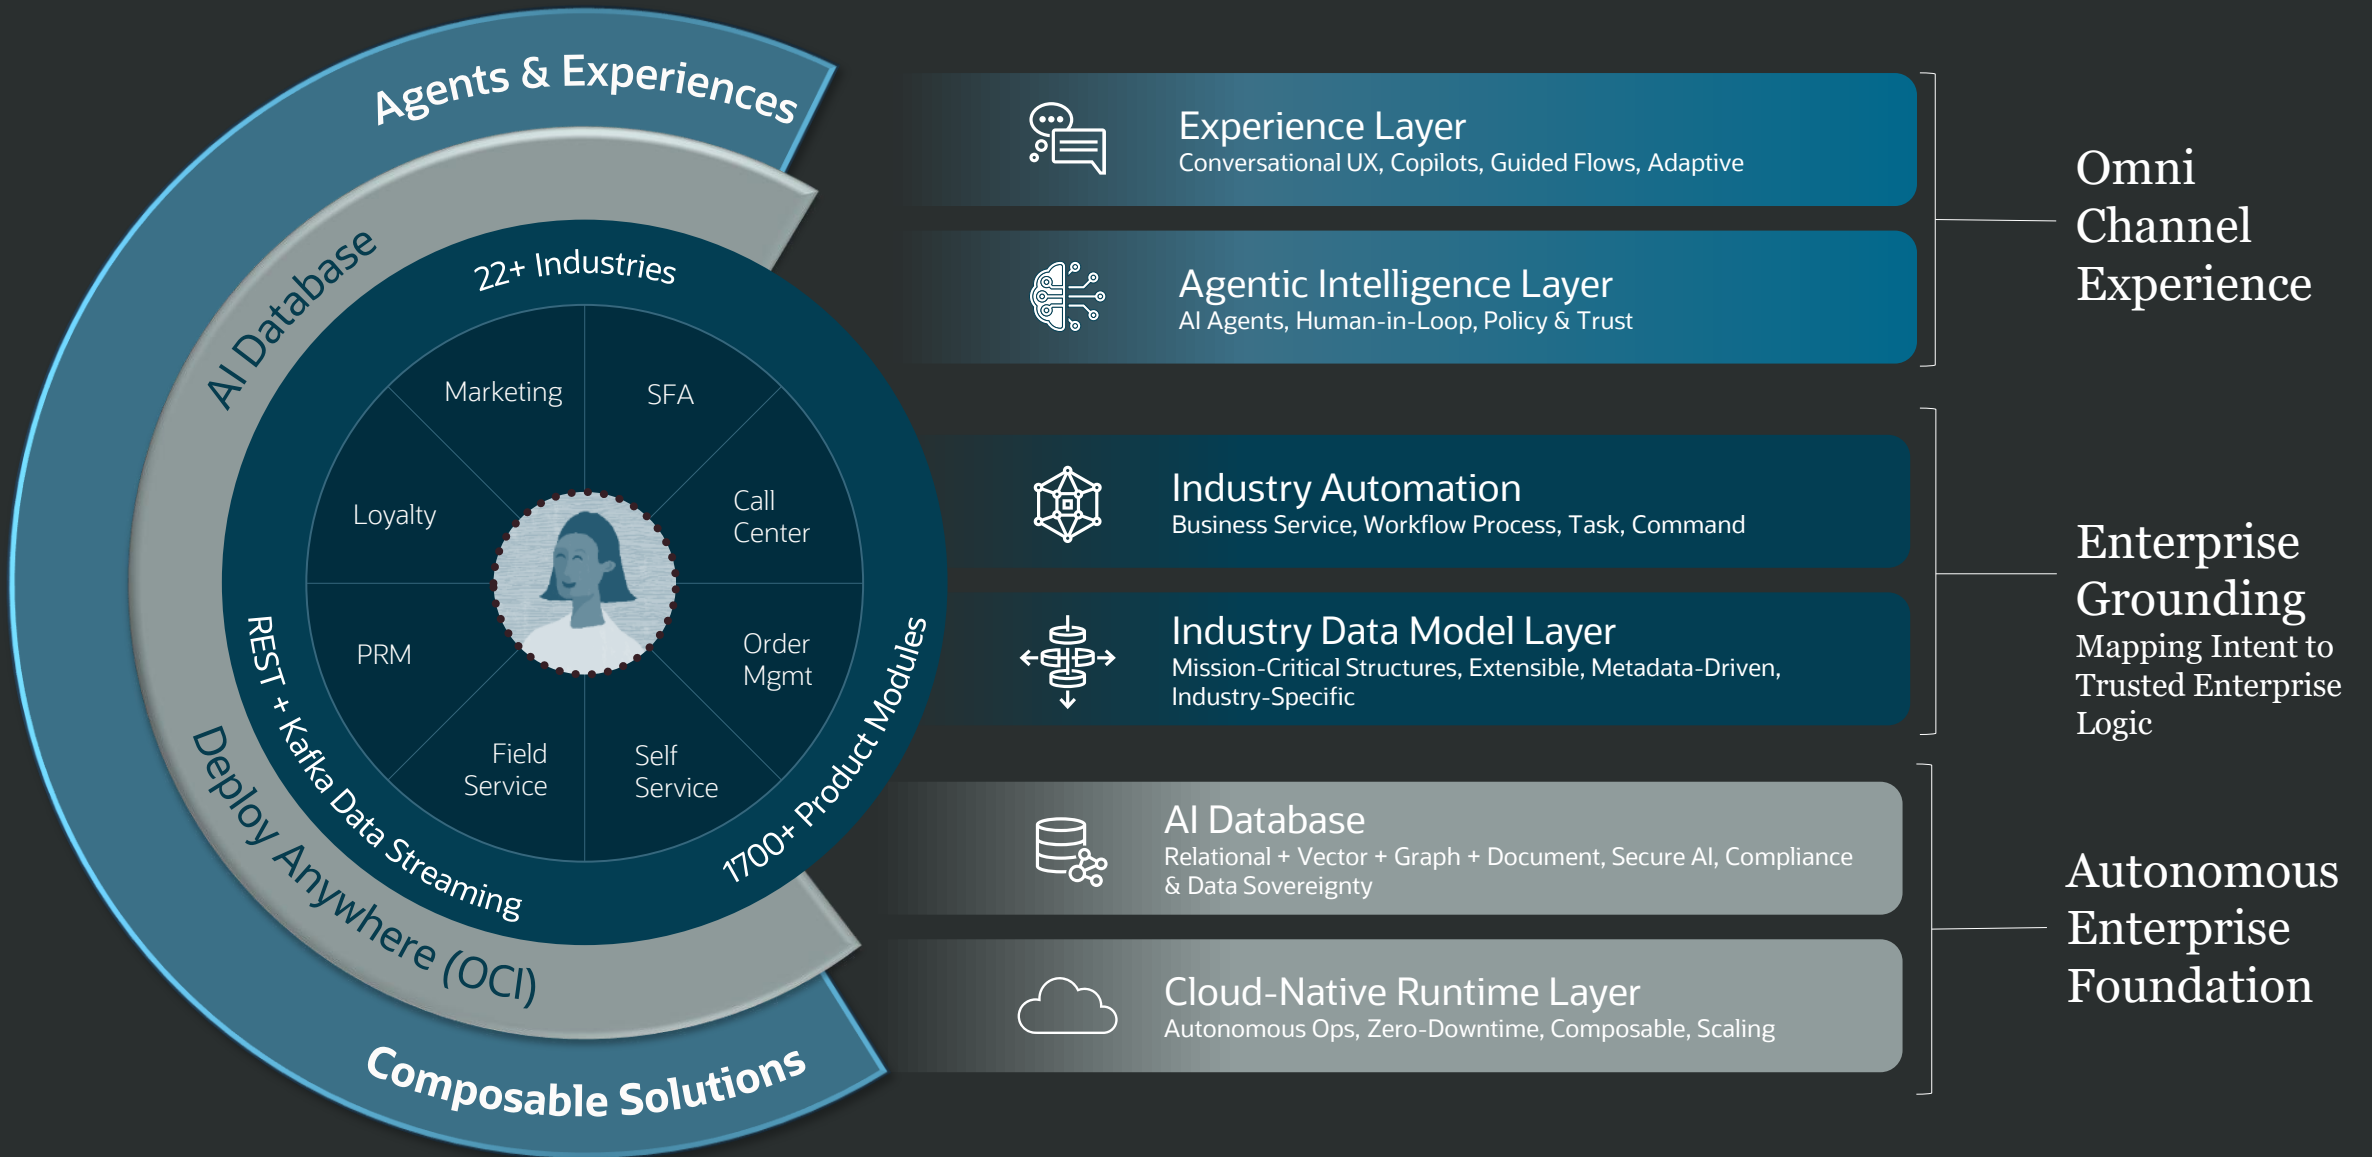 Agents & Experiences
AI Database
22+ Industries
Marketing
SFA
Loyalty
Call
Center
PRM
Order
Mgmt
Field
Service
Self
Service
REST + Kafka Data Streaming
1700+ Product Modules
Deploy Anywhere (OCI)
Composable Solutions
Experience Layer
Conversational UX, Copilots, Guided Flows, Adaptive
Agentic Intelligence Layer
AI Agents, Human-in-Loop, Policy & Trust
Omni
Channel
Experience
Industry Automation
Business Service, Workflow Process, Task, Command
Industry Data Model Layer
Mission-Critical Structures, Extensible, Metadata-Driven,
Industry-Specific
Enterprise
Grounding
Mapping Intent to
Trusted Enterprise
Logic
AI Database
Relational + Vector + Graph + Document, Secure AI, Compliance
& Data Sovereignty
Cloud-Native Runtime Layer
Autonomous Ops, Zero-Downtime, Composable, Scaling
Autonomous
Enterprise
Foundation